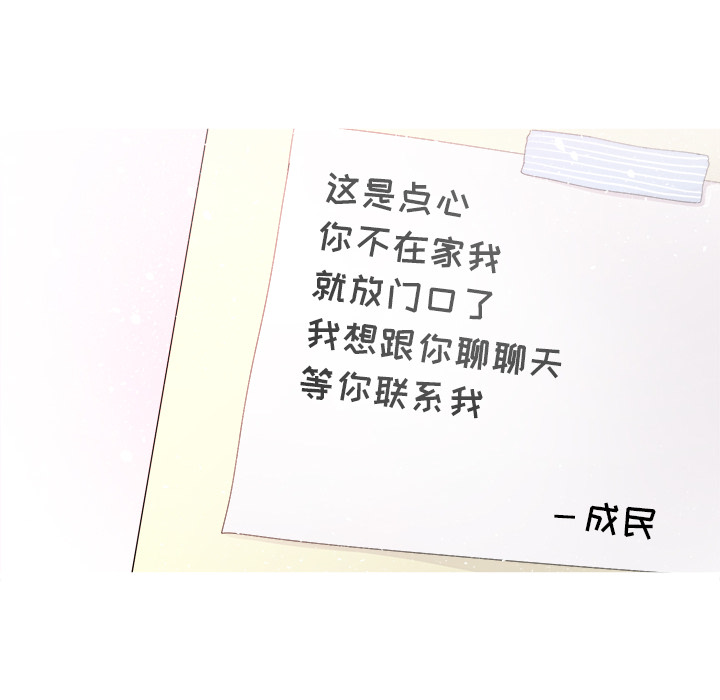 这是点心
你不在家我
就放门口了
我想跟你聊聊天
等你联系我
－成民